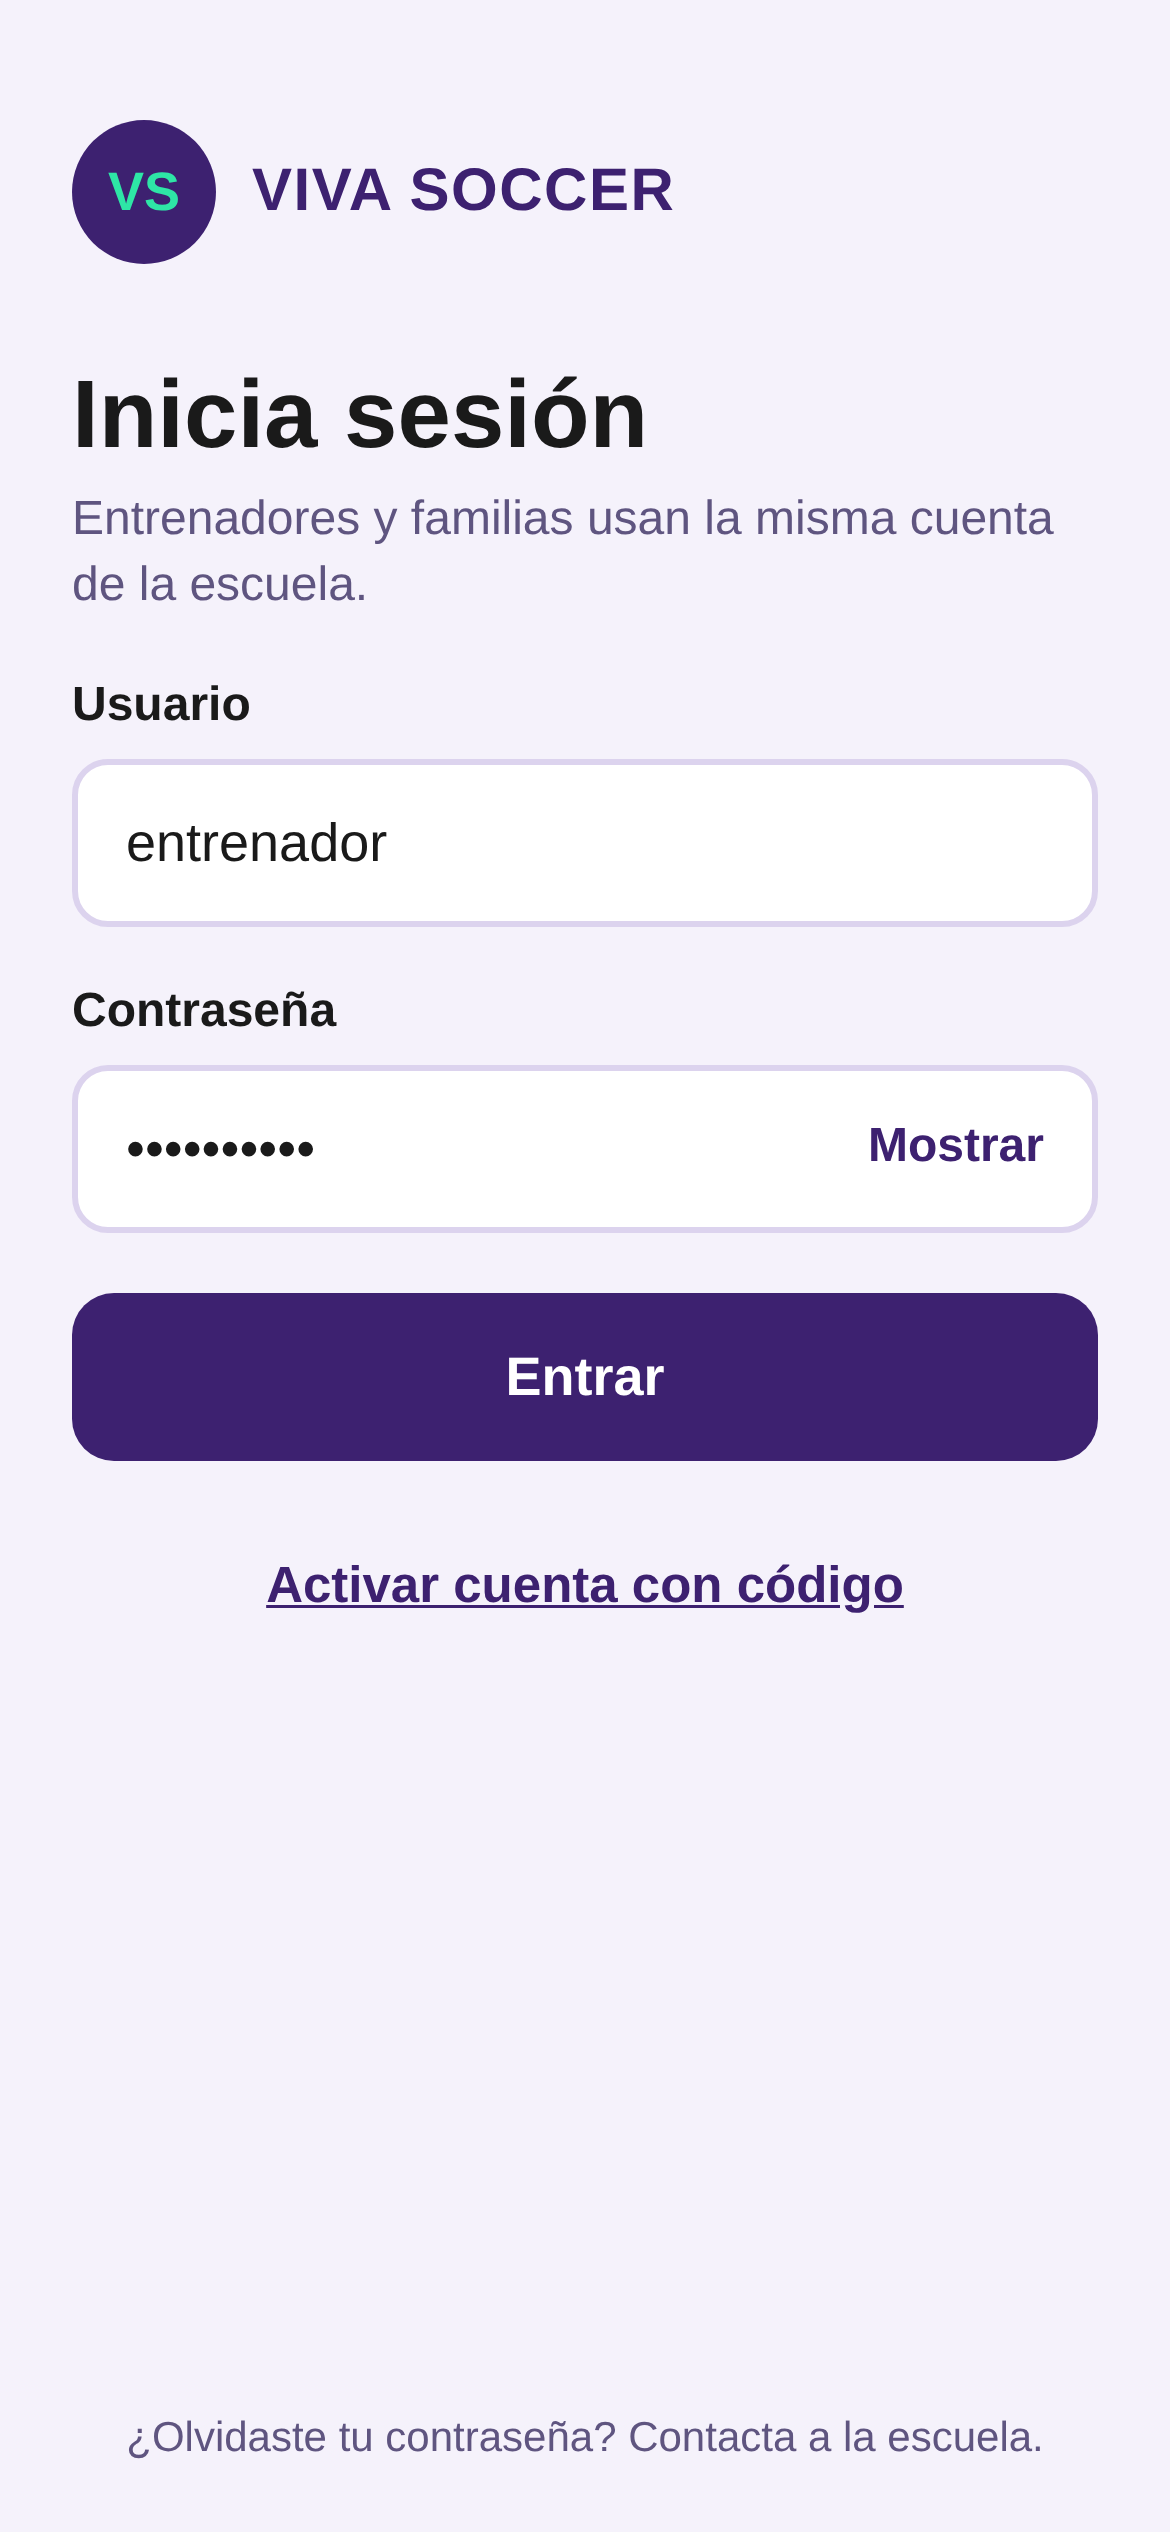 VS
VIVA SOCCER
Inicia sesión
Entrenadores y familias usan la misma cuenta
de la escuela.
Usuario
entrenador
Contraseña
••••••••••
Mostrar
Entrar
Activar cuenta con código
¿Olvidaste tu contraseña? Contacta a la escuela.